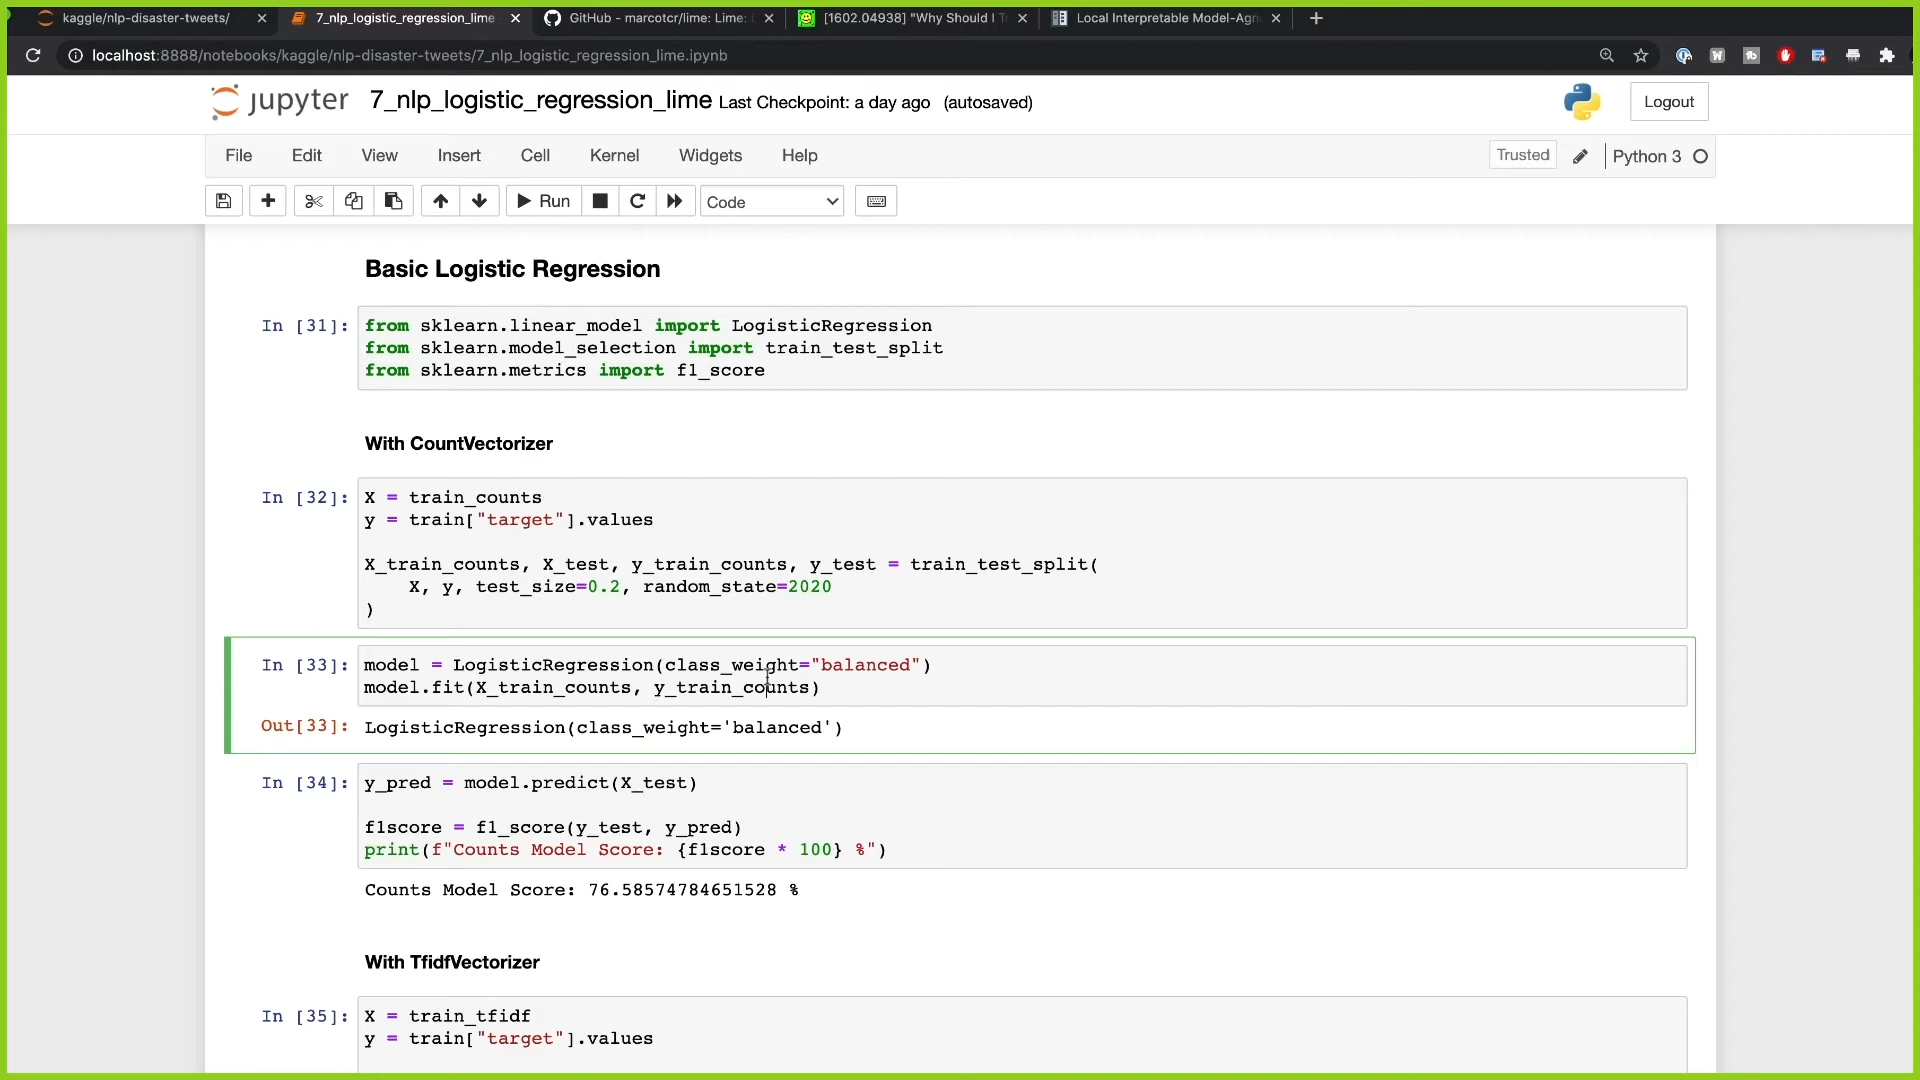 kaggle/nlp-disaster-tweets/
7_nlp_logistic_regression_lime
GitHub - marcotcr/lime: Lime:
[1602.04938] "Why Should I
Local Interpretable Model-Agn
localhost:8888/notebooks/kaggle/nlp-disaster-tweets/7_nlp_logistic_regression_lime.ipynb
jupyter 7_nlp_logistic_regression_lime Last Checkpoint: a day ago (autosaved)
Logout
File Edit View Insert Cell Kernel Widgets Help
Trusted
Python 3
Run
Code
Basic Logistic Regression
In [31]: from sklearn.linear_model import LogisticRegression
from sklearn.model_selection import train_test_split
from sklearn.metrics import f1_score
With CountVectorizer
In [32]: X = train_counts
y = train["target"].values
X_train_counts, X_test, y_train_counts, y_test = train_test_split(
X, y, test_size=0.2, random_state=2020
)
In [33]: model = LogisticRegression(class_weight="balanced")
model.fit(X_train_counts, y_train_counts)
Out[33]: LogisticRegression(class_weight='balanced')
In [34]: y_pred = model.predict(X_test)
f1score = f1_score(y_test, y_pred)
print(f"Counts Model Score: {f1score * 100} %")
Counts Model Score: 76.58574784651528 %
With TfidfVectorizer
In [35]: X = train_tfidf
y = train["target"].values